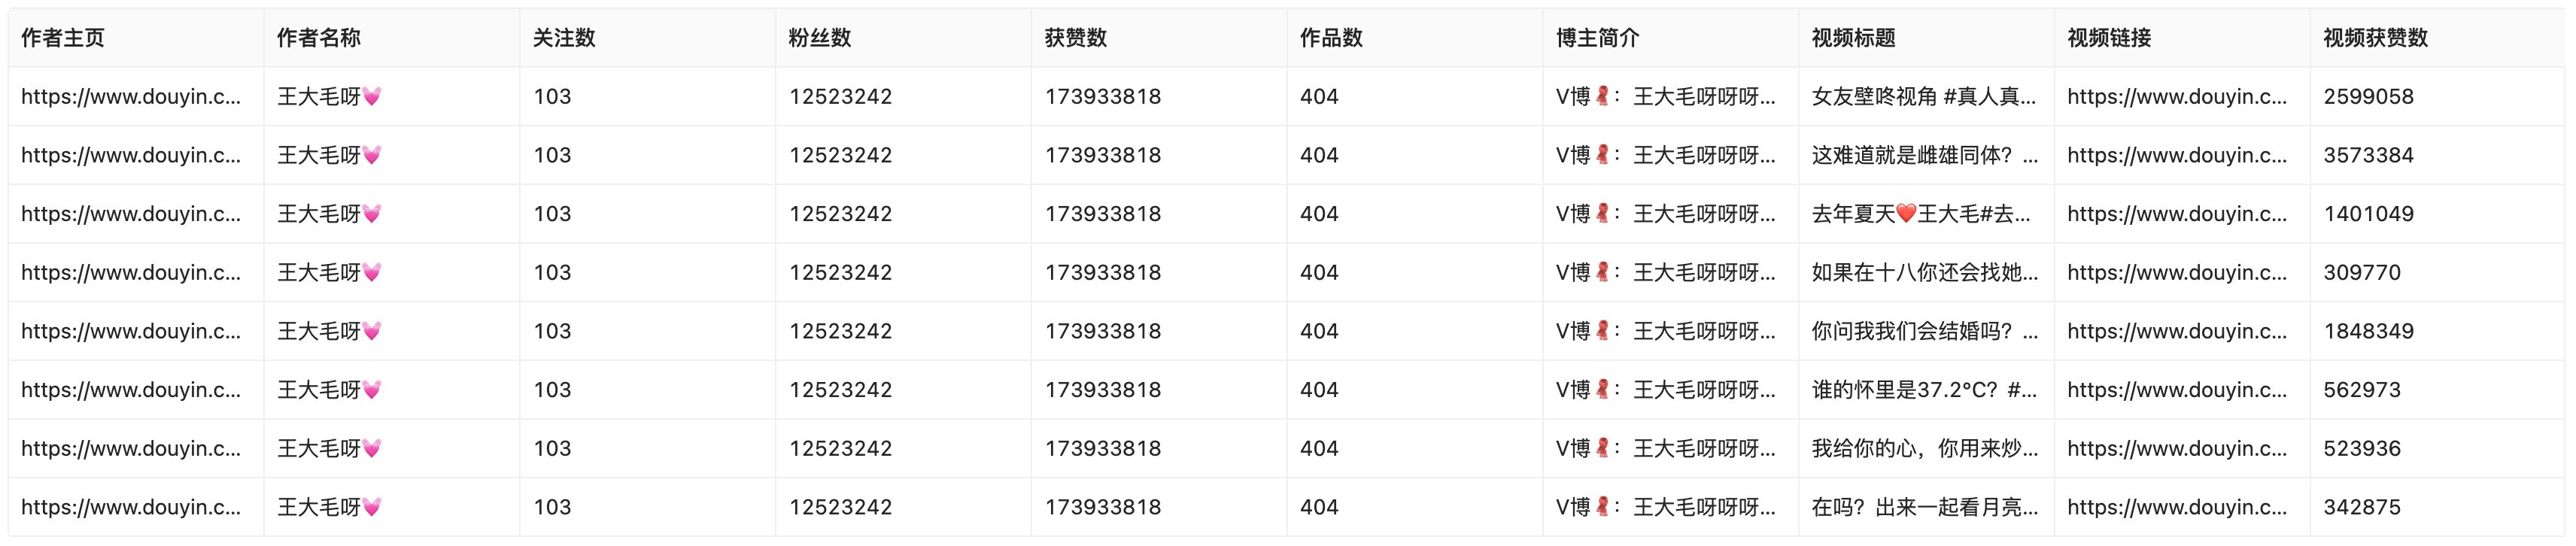 作者主页 作者名称 关注数 粉丝数 获赞数 作品数 博主简介 视频标题 视频链接 视频获赞数
https://www.douyin.c... 王大毛呀💓 103 12523242 173933818 404 V博🧣：王大毛呀呀呀... 女友壁咚视角 #真人真... https://www.douyin.c... 2599058
https://www.douyin.c... 王大毛呀💓 103 12523242 173933818 404 V博🧣：王大毛呀呀呀... 这难道就是雌雄同体？... https://www.douyin.c... 3573384
https://www.douyin.c... 王大毛呀💓 103 12523242 173933818 404 V博🧣：王大毛呀呀呀... 去年夏天❤️王大毛#去... https://www.douyin.c... 1401049
https://www.douyin.c... 王大毛呀💓 103 12523242 173933818 404 V博🧣：王大毛呀呀呀... 如果在十八你还会找她... https://www.douyin.c... 309770
https://www.douyin.c... 王大毛呀💓 103 12523242 173933818 404 V博🧣：王大毛呀呀呀... 你问我我们会结婚吗？... https://www.douyin.c... 1848349
https://www.douyin.c... 王大毛呀💓 103 12523242 173933818 404 V博🧣：王大毛呀呀呀... 谁的怀里是37.2°C？#... https://www.douyin.c... 562973
https://www.douyin.c... 王大毛呀💓 103 12523242 173933818 404 V博🧣：王大毛呀呀呀... 我给你的心，你用来炒... https://www.douyin.c... 523936
https://www.douyin.c... 王大毛呀💓 103 12523242 173933818 404 V博🧣：王大毛呀呀呀... 在吗？出来一起看月亮... https://www.douyin.c... 342875